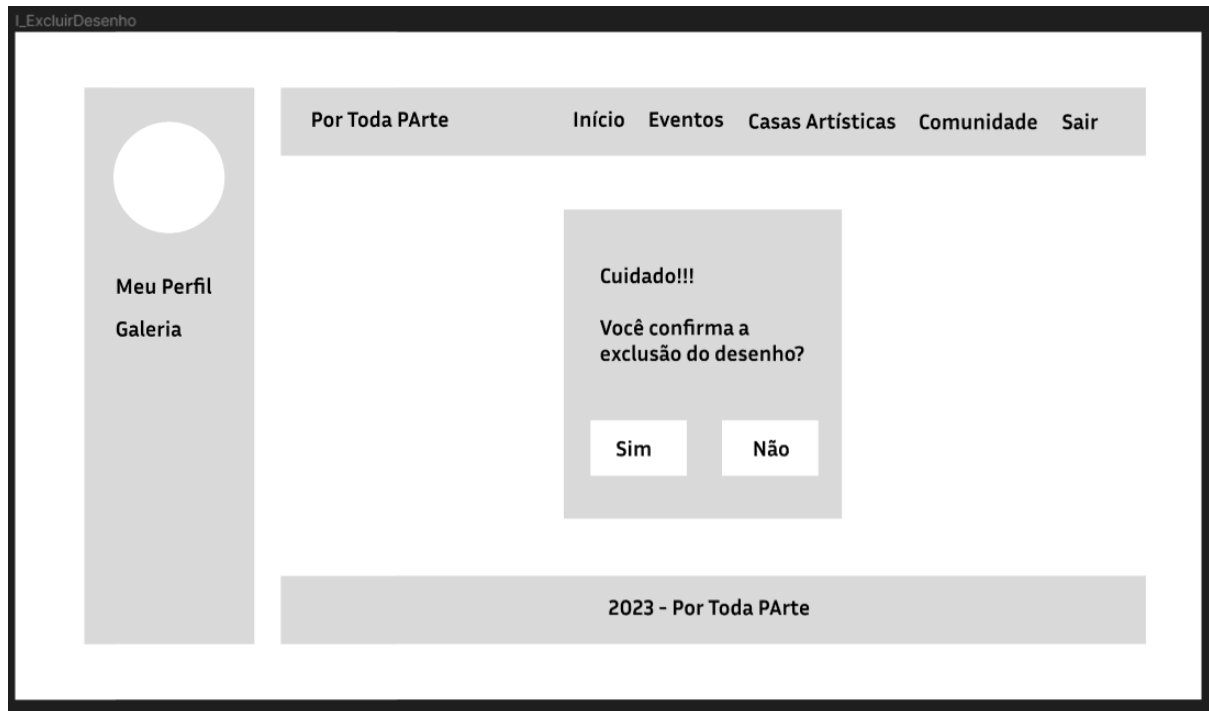 I_ExcluirDesenho
Por Toda PArte
Início Eventos Casas Artísticas Comunidade Sair
Meu Perfil
Galeria
Cuidado!!!
Você confirma a
exclusão do desenho?
Sim
Não
2023 - Por Toda PArte